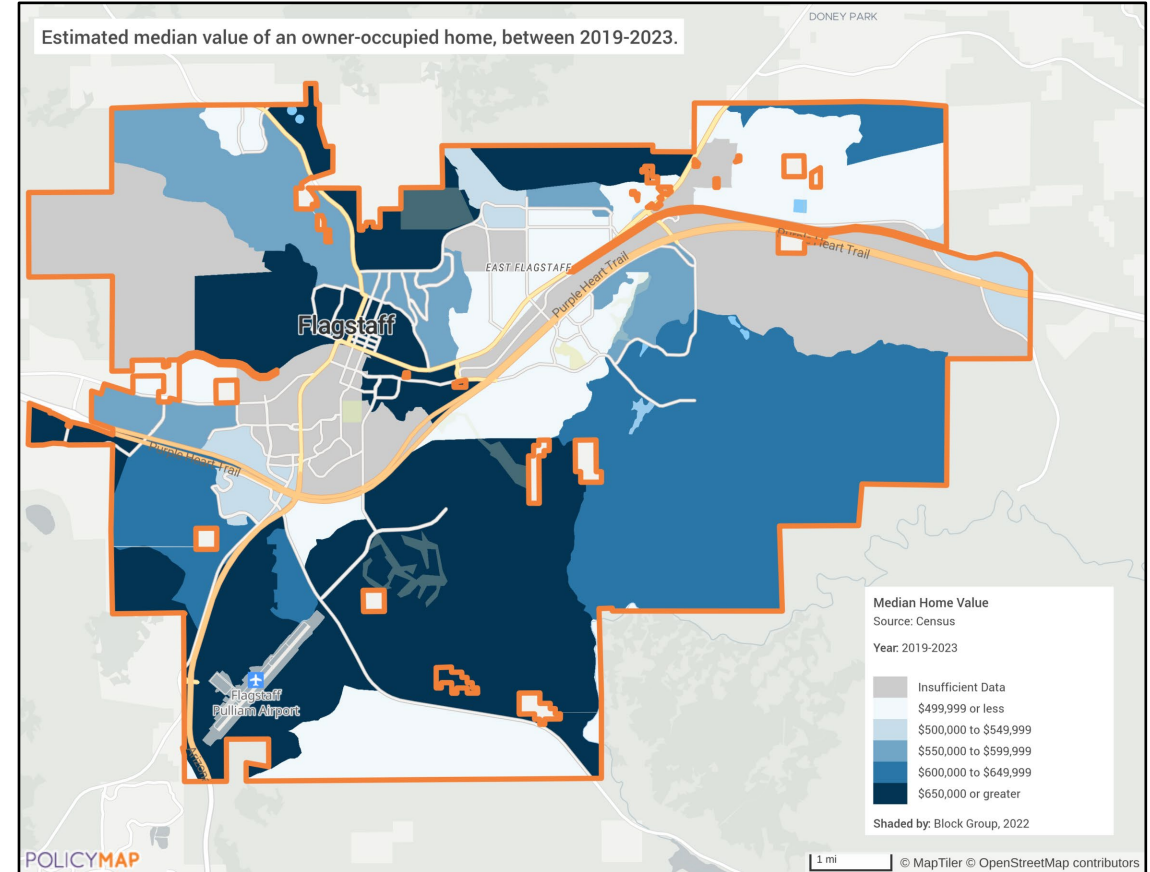 DONEY PARK
Estimated median value of an owner-occupied home, between 2019-2023.
EAST FLAGSTAFF
Purple Heart Trail
Purple Heart Trail
Flagstaff
Purple Heart Trail
Flagstaff
Pulliam Airport
Median Home Value
Source: Census
Year: 2019-2023
Insufficient Data
$499,999 or less
$500,000 to $549,999
$550,000 to $599,999
$600,000 to $649,999
$650,000 or greater
Shaded by: Block Group, 2022
POLICYMAP
1 mi
© MapTiler © OpenStreetMap contributors